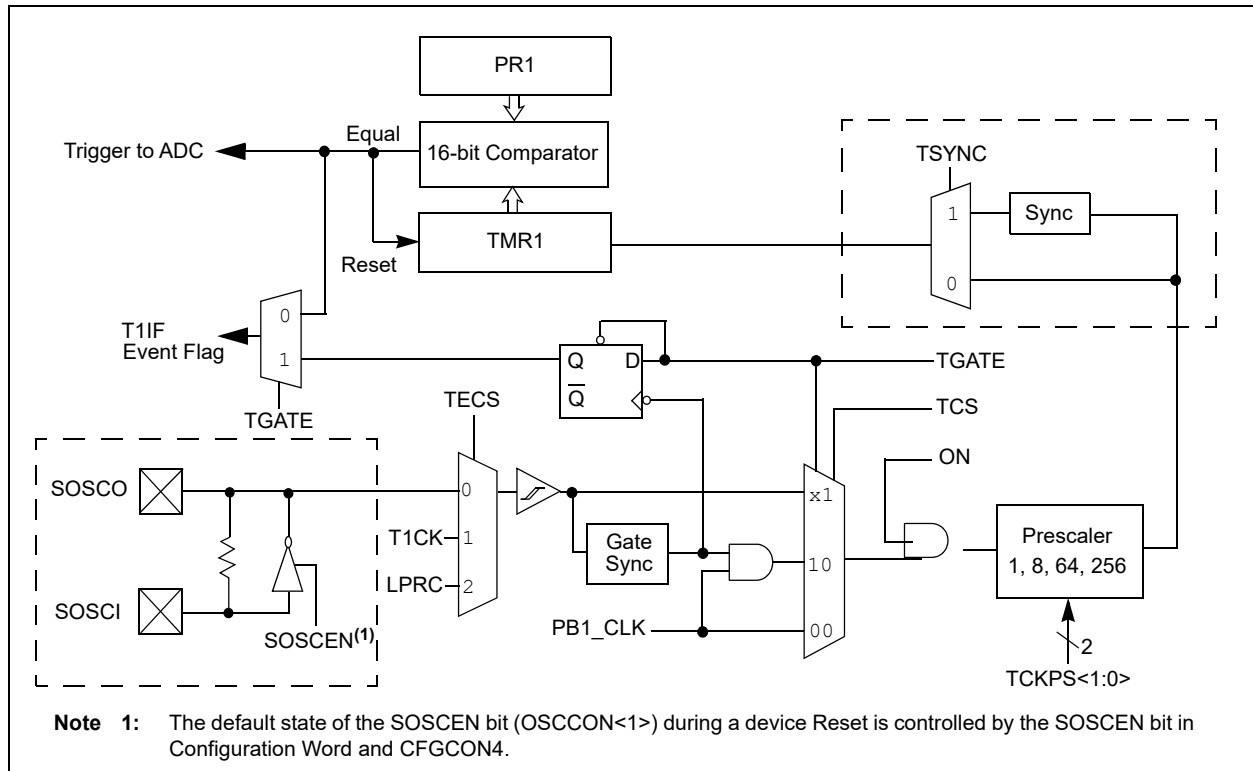 PR1
Equal
Trigger to ADC
16-bit Comparator
TSYNC
1
Sync
TMR1
Reset
0
0
T1IF
Event Flag
1
Q
D
Q
TGATE
TGATE
TECS
TCS
ON
SOSCO
0
x1
T1CK
1
Gate
Sync
10
Prescaler
1, 8, 64, 256
LPRC
2
SOSCI
PB1_CLK
00
SOSCEN(1)
2
TCKPS<1:0>
Note 1: The default state of the SOSCEN bit (OSCCON<1>) during a device Reset is controlled by the SOSCEN bit in
Configuration Word and CFGCON4.